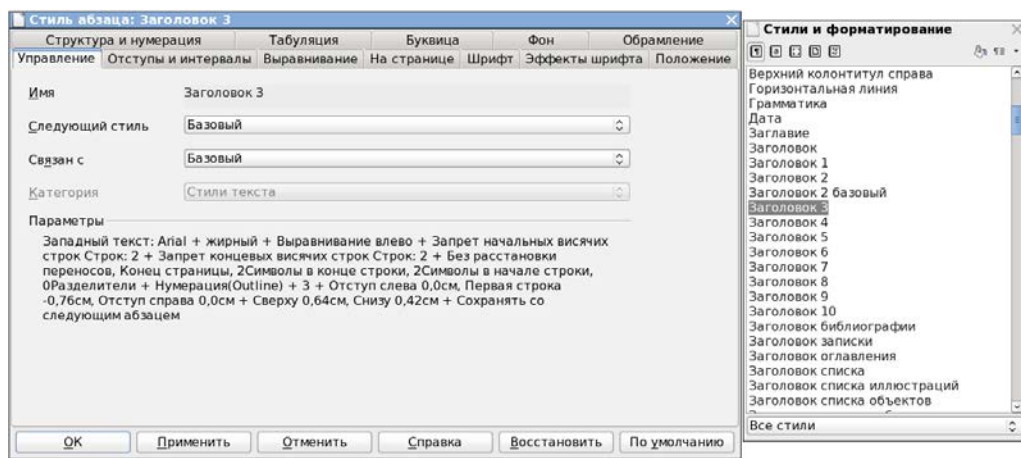 Стиль абзаца: Заголовок 3
Структура и нумерация Табуляция Буквица Фон Обрамление
Управление Отступы и интервалы Выравнивание На странице Шрифт Эффекты шрифта Положение
Имя Заголовок 3
Следующий стиль Базовый
Связан с Базовый
Категория Стили текста
Параметры
Западный текст: Arial + жирный + Выравнивание влево + Запрет начальных висячих
строк Строк: 2 + Запрет концевых висячих строк Строк: 2 + Без расстановки
переносов, Конец страницы, 2Символы в конце строки, 2Символы в начале строки,
0Разделители + Нумерация(Outline) + 3 + Отступ слева 0,0см, Первая строка
-0,76см, Отступ справа 0,0см + Сверху 0,64см, Снизу 0,42см + Сохранять со
следующим абзацем
OK Применить Отменить Справка Восстановить По умолчанию
Стили и форматирование
Верхний колонтитул справа
Горизонтальная линия
Грамматика
Дата
Заглавие
Заголовок
Заголовок 1
Заголовок 2
Заголовок 2 базовый
Заголовок 3
Заголовок 4
Заголовок 5
Заголовок 6
Заголовок 7
Заголовок 8
Заголовок 9
Заголовок 10
Заголовок библиографии
Заголовок записки
Заголовок оглавления
Заголовок списка
Заголовок списка иллюстраций
Заголовок списка объектов
Все стили